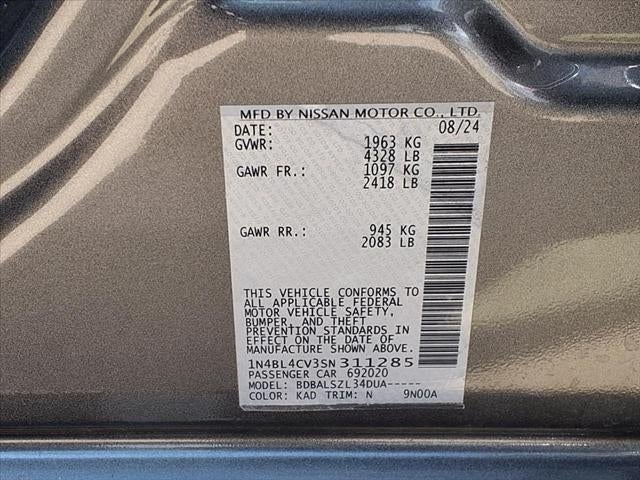 MFD BY NISSAN MOTOR CO., LTD.
DATE: 08/24
GVWR: 1963 KG
4328 LB
GAWR FR.: 1097 KG
2418 LB
GAWR RR.: 945 KG
2083 LB
THIS VEHICLE CONFORMS TO
ALL APPLICABLE FEDERAL
MOTOR VEHICLE SAFETY,
BUMPER, AND THEFT
PREVENTION STANDARDS IN
EFFECT ON THE DATE OF
MANUFACTURE SHOWN ABOVE.
1N4BL4CV3SN311285
PASSENGER CAR 692020
MODEL: BDBALSZL34DUA-----
COLOR: KAD TRIM: N 9N00A